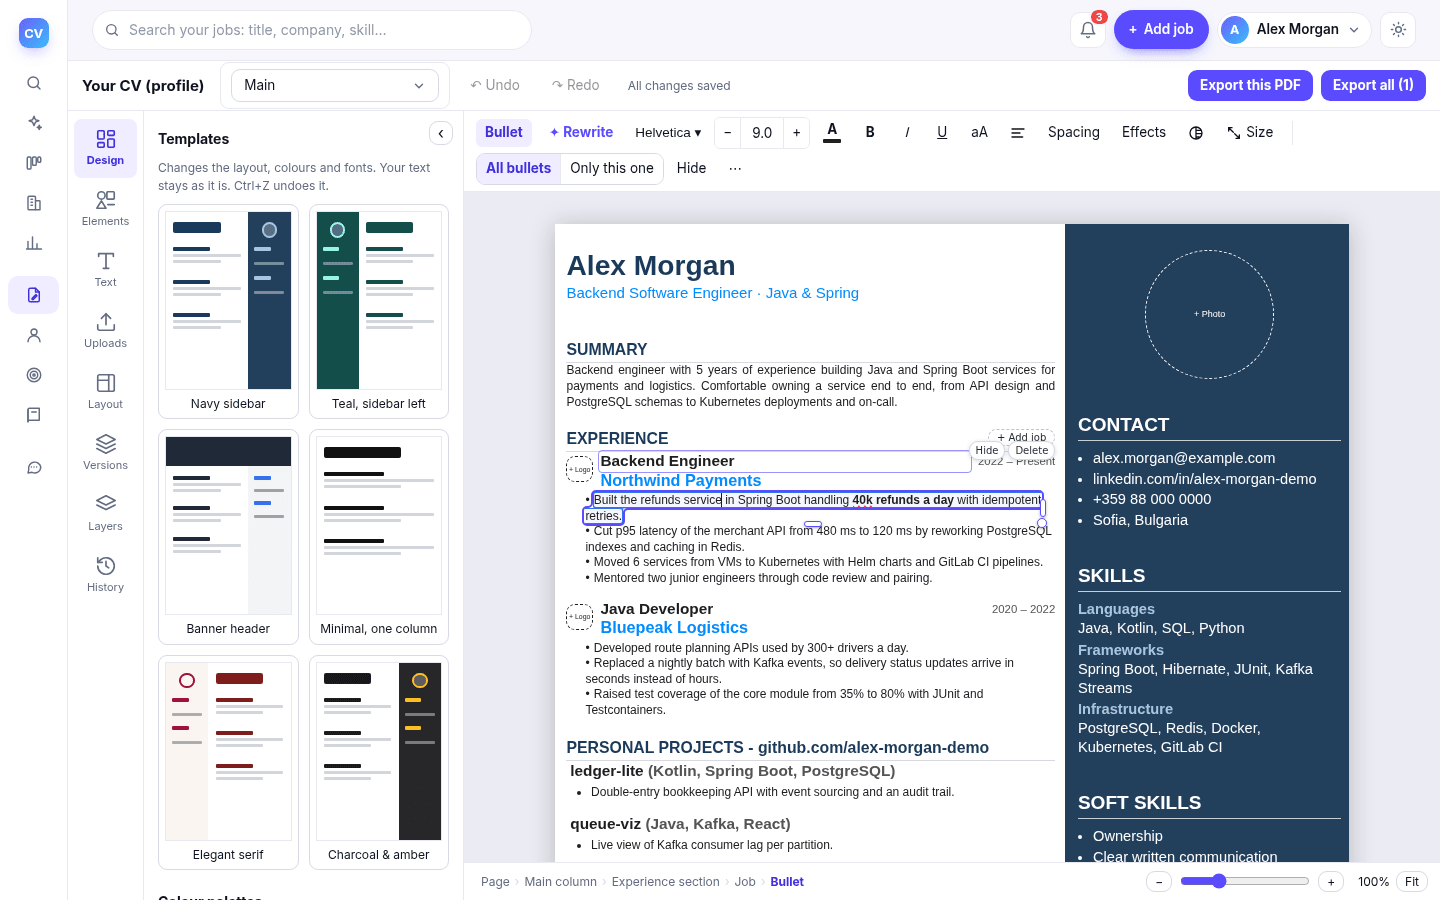 CV
Search your jobs: title, company, skill...
3
+ Add job
A
Alex Morgan
Your CV (profile)
Main
↶ Undo
↷ Redo
All changes saved
Export this PDF
Export all (1)
Design
Elements
Text
Uploads
Layout
Versions
Layers
History
Templates
Changes the layout, colours and fonts. Your text
stays as it is. Ctrl+Z undoes it.
Navy sidebar
Teal, sidebar left
Banner header
Minimal, one column
Elegant serif
Charcoal & amber
Bullet
✦ Rewrite
Helvetica ▾
−
9.0
+
A
B
I
U
aA
Spacing
Effects
Size
All bullets
Only this one
Hide
⋯
Alex Morgan
Backend Software Engineer · Java & Spring
SUMMARY
Backend engineer with 5 years of experience building Java and Spring Boot services for
payments and logistics. Comfortable owning a service end to end, from API design and
PostgreSQL schemas to Kubernetes deployments and on-call.
EXPERIENCE
+ Add job
Hide
Delete
+ Logo
Backend Engineer
2022 – Present
Northwind Payments
• Built the refunds service in Spring Boot handling 40k refunds a day with idempotent
retries.
• Cut p95 latency of the merchant API from 480 ms to 120 ms by reworking PostgreSQL
indexes and caching in Redis.
• Moved 6 services from VMs to Kubernetes with Helm charts and GitLab CI pipelines.
• Mentored two junior engineers through code review and pairing.
+ Logo
Java Developer
2020 – 2022
Bluepeak Logistics
• Developed route planning APIs used by 300+ drivers a day.
• Replaced a nightly batch with Kafka events, so delivery status updates arrive in
seconds instead of hours.
• Raised test coverage of the core module from 35% to 80% with JUnit and
Testcontainers.
PERSONAL PROJECTS - github.com/alex-morgan-demo
ledger-lite (Kotlin, Spring Boot, PostgreSQL)
• Double-entry bookkeeping API with event sourcing and an audit trail.
queue-viz (Java, Kafka, React)
• Live view of Kafka consumer lag per partition.
+ Photo
CONTACT
• alex.morgan@example.com
• linkedin.com/in/alex-morgan-demo
• +359 88 000 0000
• Sofia, Bulgaria
SKILLS
Languages
Java, Kotlin, SQL, Python
Frameworks
Spring Boot, Hibernate, JUnit, Kafka
Streams
Infrastructure
PostgreSQL, Redis, Docker,
Kubernetes, GitLab CI
SOFT SKILLS
• Ownership
• Clear written communication
Colour palettes
Page › Main column › Experience section › Job › Bullet
−
+
100%
Fit